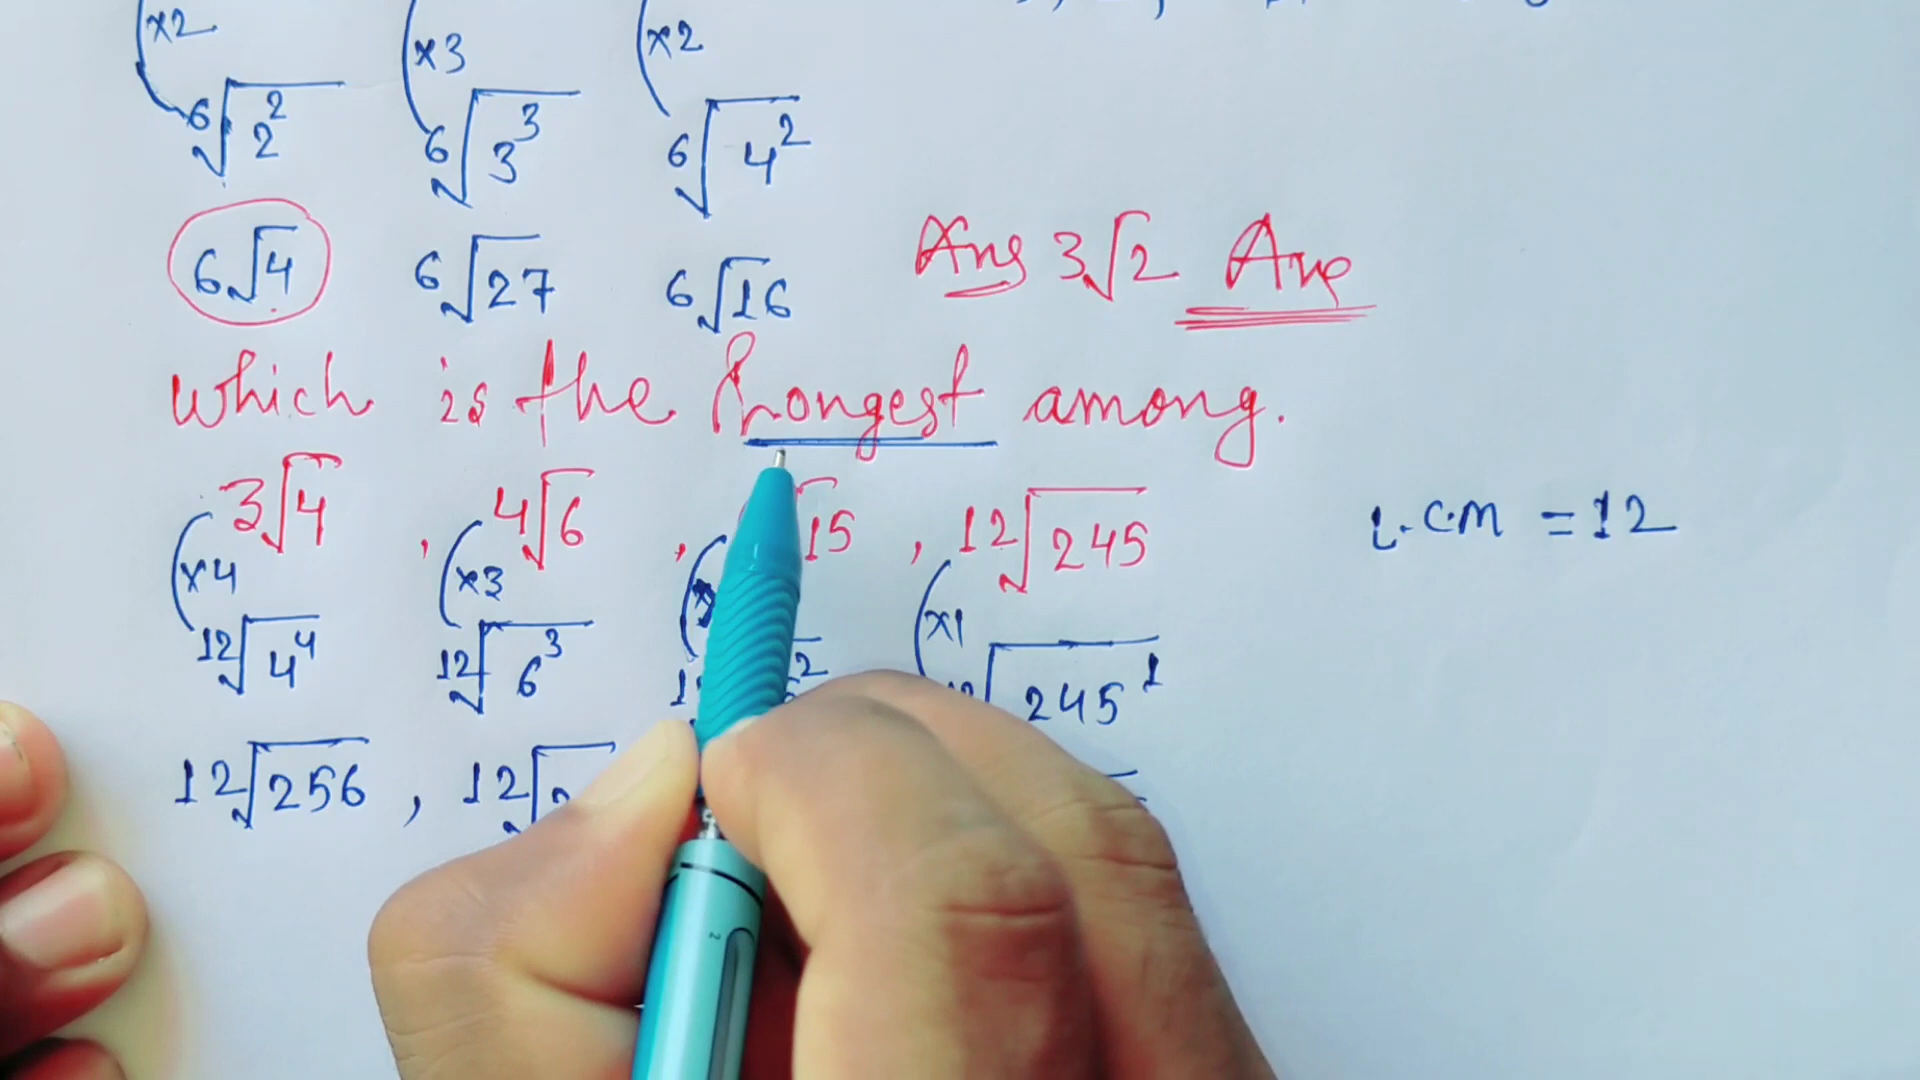 x2 x3 x2
6√2² 6√3³ 6√4²
6√4 6√27 6√16 Ans 3√2 Ans
which is the Longest among.
3√4 , 4√6 , √15 , 12√245 L.C.M = 12
x4 x3 x1
12√4⁴ 12√6³ 2 12√245¹
12√256 , 12√